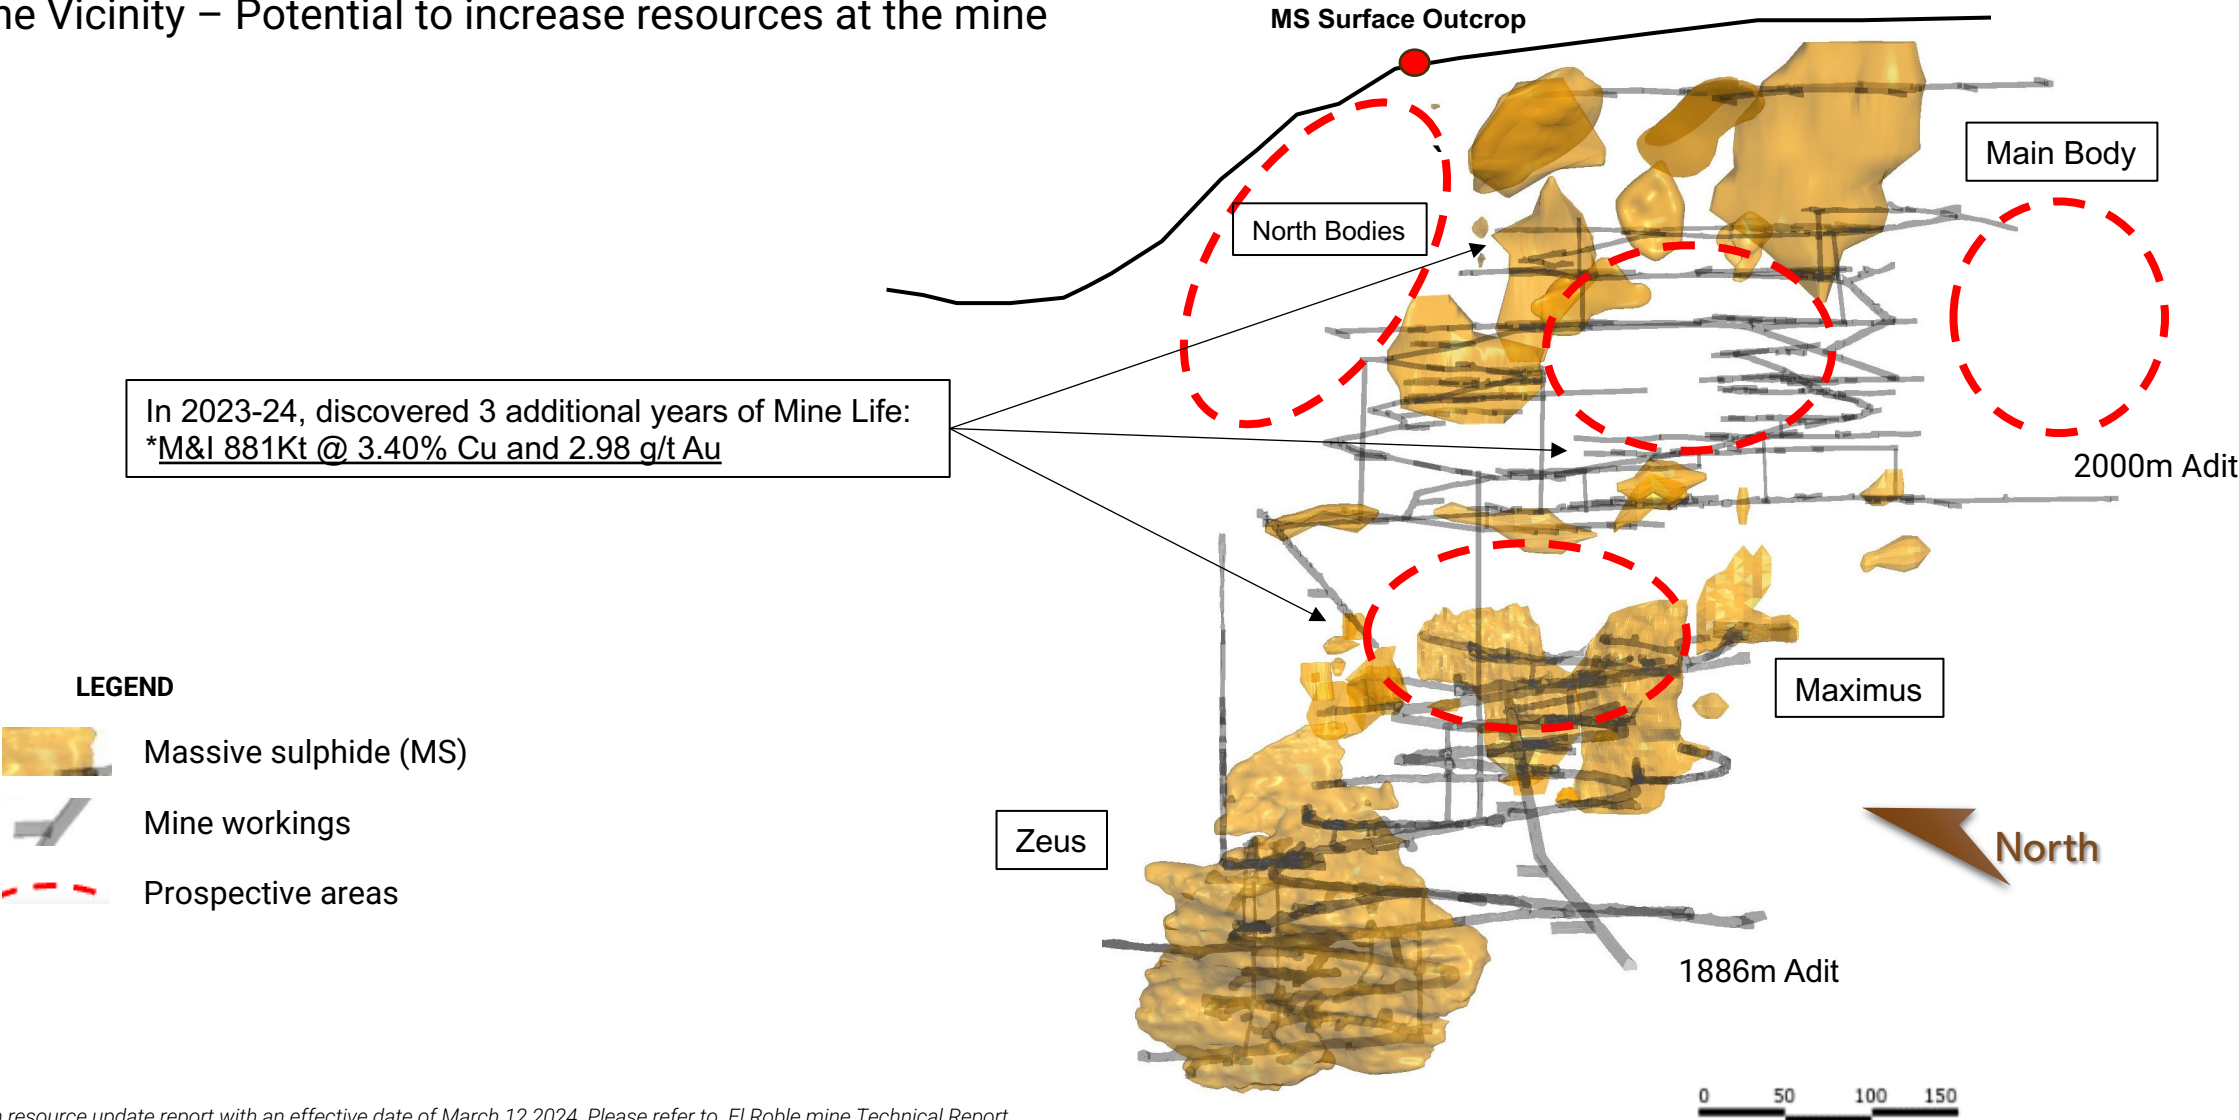 ne Vicinity – Potential to increase resources at the mine
MS Surface Outcrop
Main Body
North Bodies
In 2023-24, discovered 3 additional years of Mine Life:
*M&I 881Kt @ 3.40% Cu and 2.98 g/t Au
2000m Adit
LEGEND
Massive sulphide (MS)
Mine workings
Prospective areas
Maximus
Zeus
North
1886m Adit
0 50 100 150
resource update report with an effective date of March 12 2024. Please refer to El Roble mine Technical Report